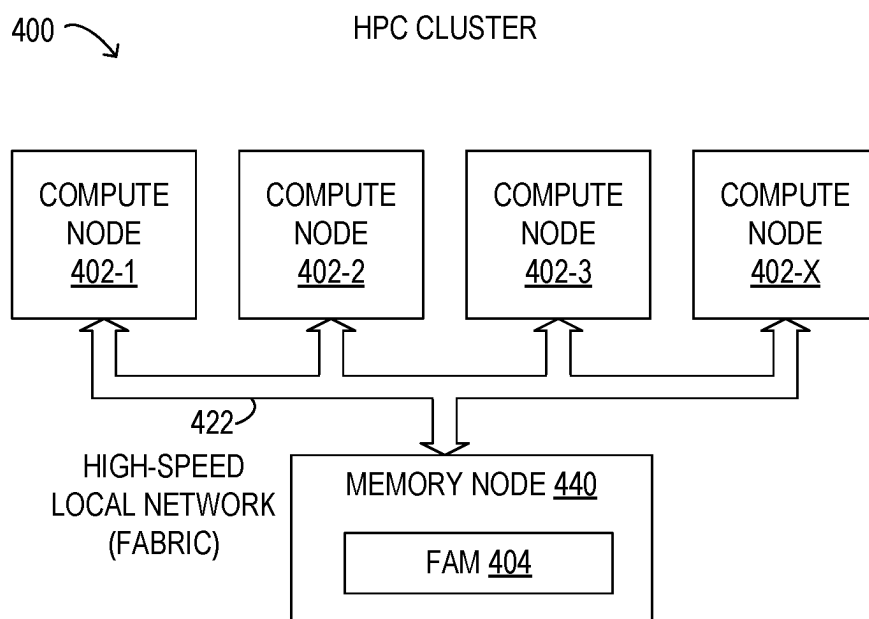 400
HPC CLUSTER
COMPUTE
NODE
402-1
COMPUTE
NODE
402-2
COMPUTE
NODE
402-3
COMPUTE
NODE
402-X
422
HIGH-SPEED
LOCAL NETWORK
(FABRIC)
MEMORY NODE 440
FAM 404